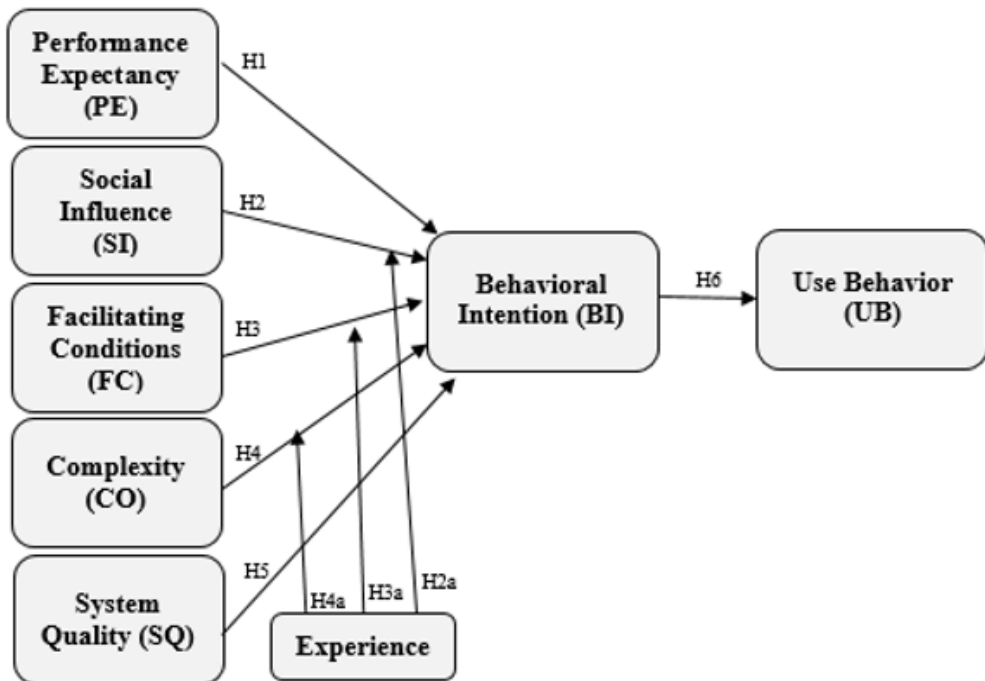 Performance
Expectancy
(PE)
H1
Social
Influence
(SI)
H2
Facilitating
Conditions
(FC)
H3
Complexity
(CO)
H4
System
Quality (SQ)
H5
H4a
H3a
H2a
Experience
Behavioral
Intention (BI)
H6
Use Behavior
(UB)